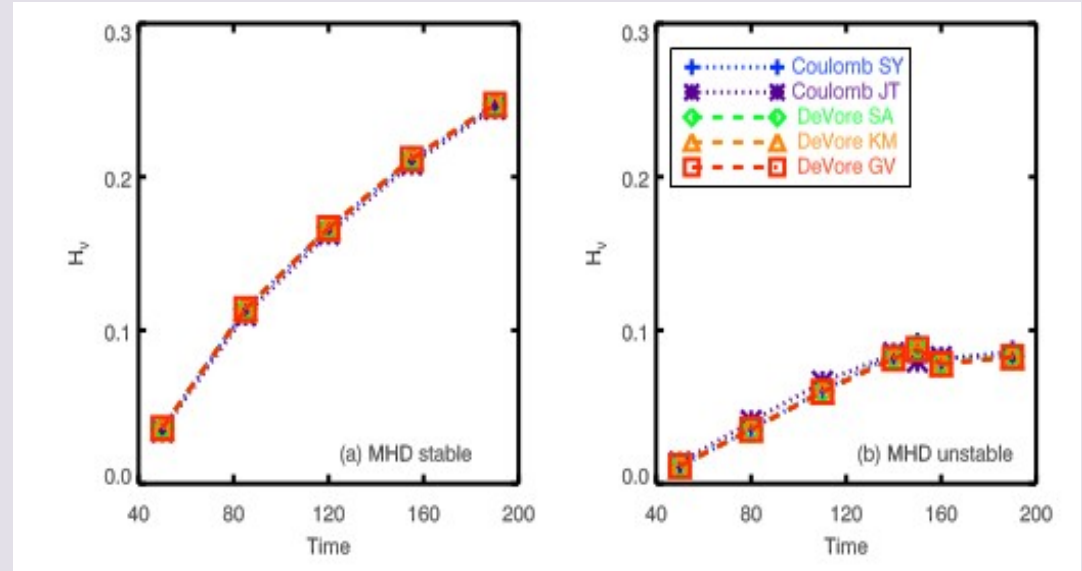 0.3
0.2
0.1
0.0
H_v
40 80 120 160 200
Time
(a) MHD stable
0.3
0.2
0.1
0.0
H_v
40 80 120 160 200
Time
Coulomb SY
Coulomb JT
DeVore SA
DeVore KM
DeVore GV
(b) MHD unstable